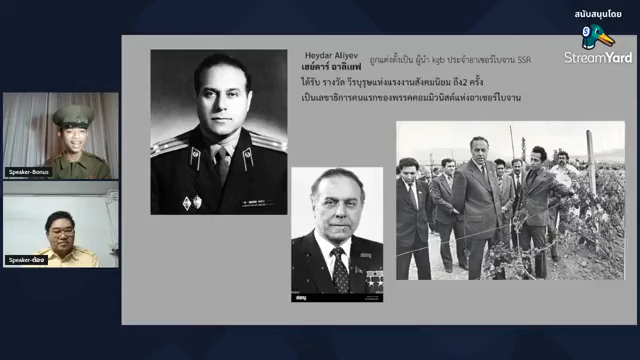 สนับสนุนโดย
StreamYard
Heydar Aliyev
เฮย์ดาร์ อาลิเยฟ
ถูกแต่งตั้งเป็น ผู้นำ kgb ประจำอาเซอร์ไบจาน SSR
ได้รับ รางวัล วีรบุรุษแห่งแรงงานสังคมนิยม ถึง2 ครั้ง
เป็นเลขาธิการคนแรกของพรรคคอมมิวนิสต์แห่งอาเซอร์ไบจาน
Speaker-Bonus
Speaker-ต๋อง
alamy